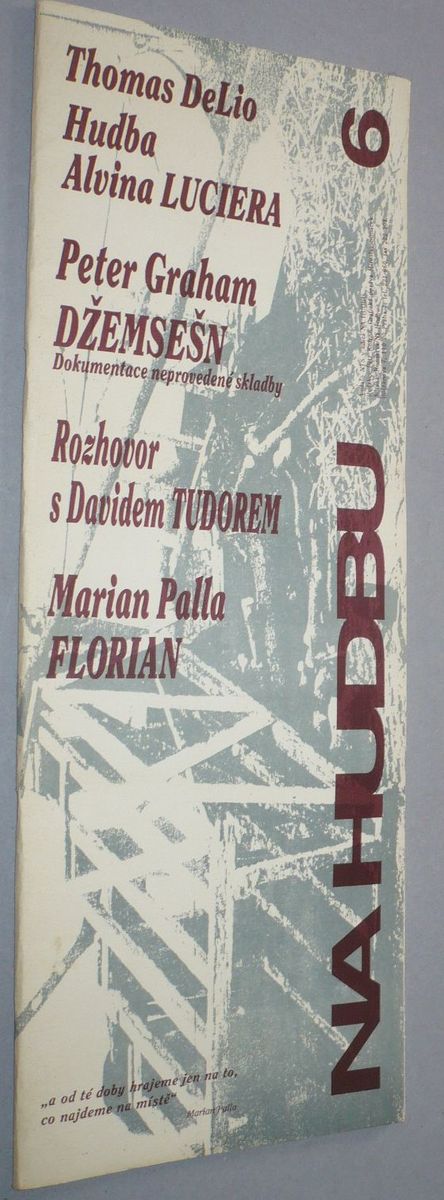 Thomas DeLio
Hudba
Alvina LUCIERA
Peter Graham
DŽEMSEŠN
Dokumentace neprovedené skladby
Rozhovor
s Davidem TUDOREM
Marian Palla
FLORIAN
„a od té doby hrajeme jen na to,
co najdeme na místě“
Marian Palla
NA HUDBU
6